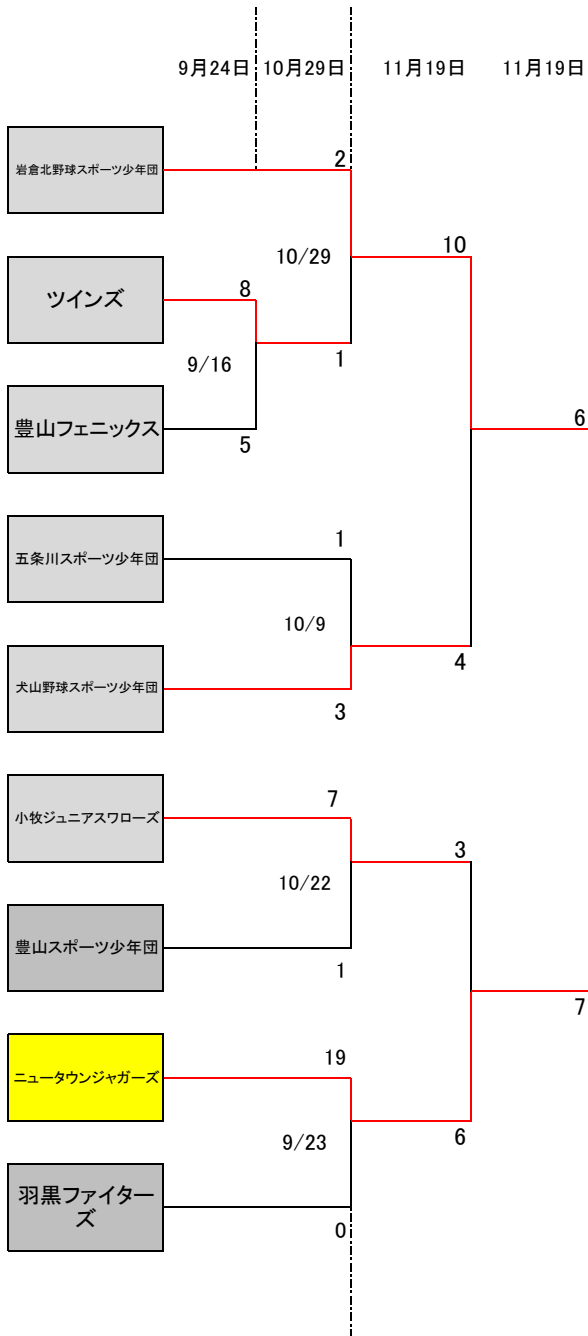 9月24日 10月29日 11月19日 11月19日
岩倉北野球スポーツ少年団
2
10/29
10
ツインズ
8
9/16
1
豊山フェニックス
5
6
五条川スポーツ少年団
1
10/9
4
犬山野球スポーツ少年団
3
小牧ジュニアスワローズ
7
3
10/22
豊山スポーツ少年団
1
7
ニュータウンジャガーズ
19
9/23
6
羽黒ファイター
ズ
0